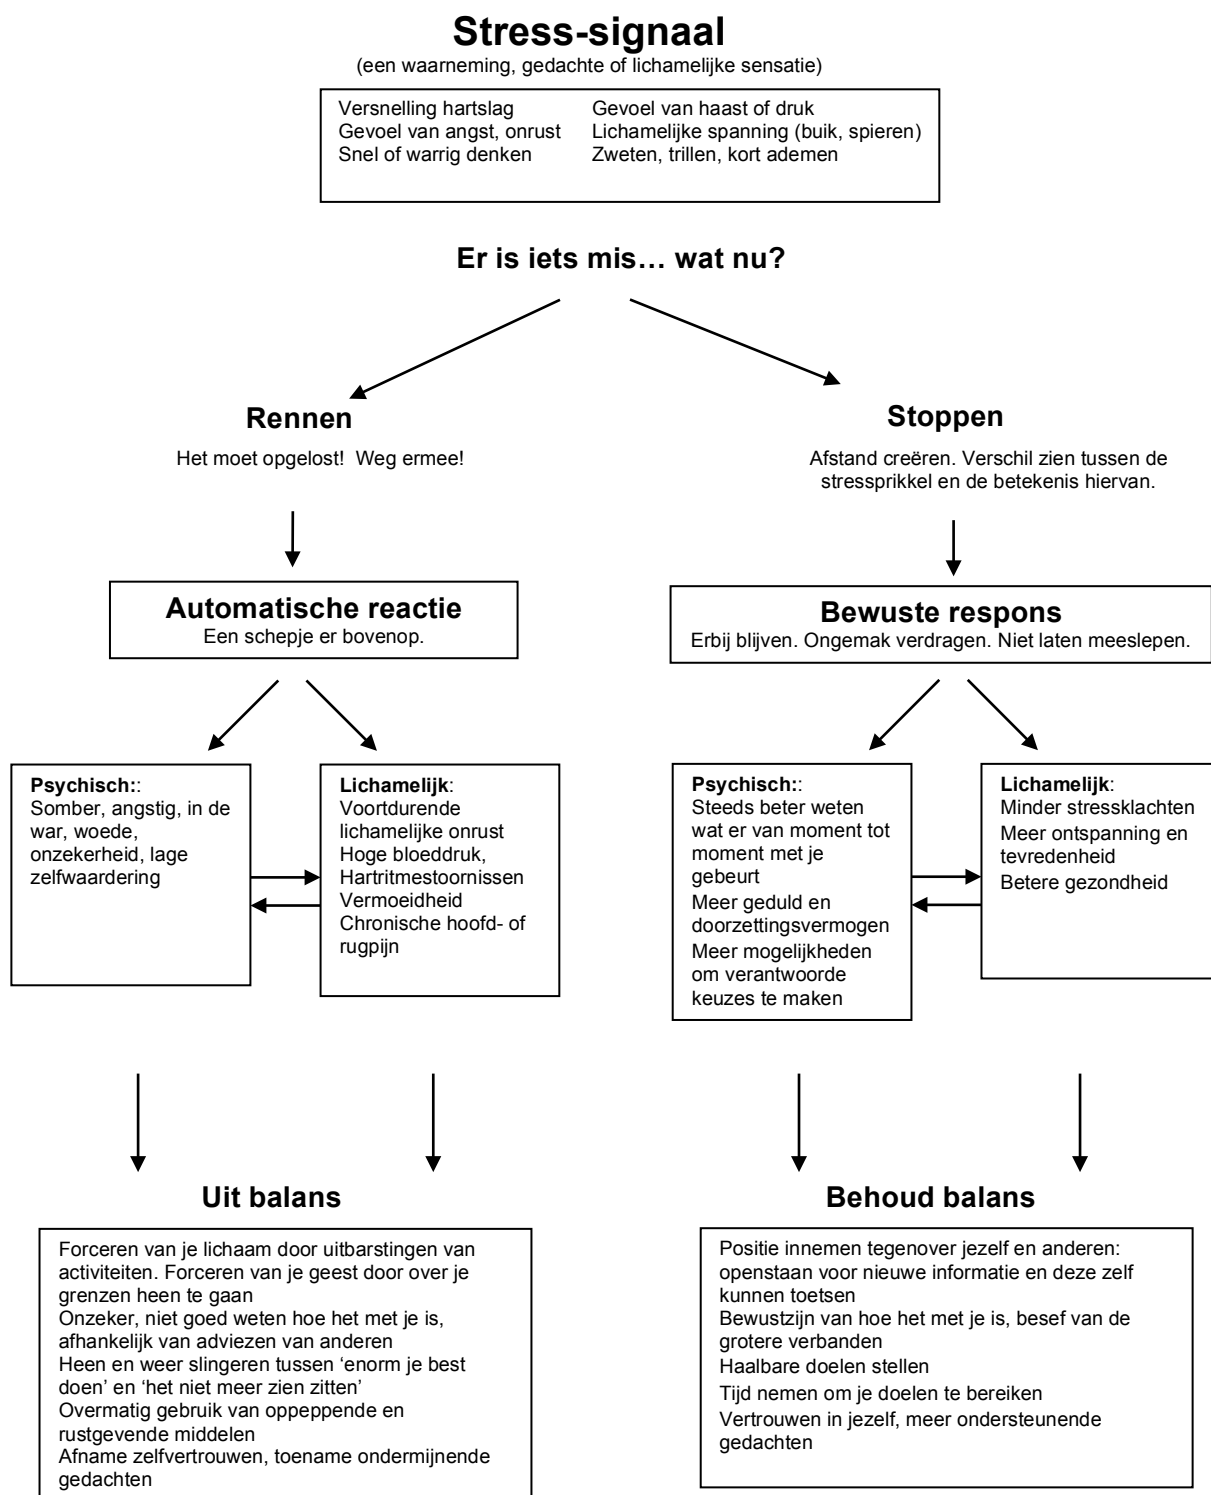 Stress-signaal
(een waarneming, gedachte of lichamelijke sensatie)
Versnelling hartslag
Gevoel van angst, onrust
Snel of warrig denken
Gevoel van haast of druk
Lichamelijke spanning (buik, spieren)
Zweten, trillen, kort ademen
Er is iets mis… wat nu?
Rennen
Het moet opgelost!  Weg ermee!
Automatische reactie
Een schepje er bovenop.
Psychisch::
Somber, angstig, in de
war, woede,
onzekerheid, lage
zelfwaardering
Lichamelijk:
Voortdurende
lichamelijke onrust
Hoge bloeddruk,
Hartritmestoornissen
Vermoeidheid
Chronische hoofd- of
rugpijn
Uit balans
Forceren van je lichaam door uitbarstingen van
activiteiten. Forceren van je geest door over je
grenzen heen te gaan
Onzeker, niet goed weten hoe het met je is,
afhankelijk van adviezen van anderen
Heen en weer slingeren tussen ‘enorm je best
doen’ en ‘het niet meer zien zitten’
Overmatig gebruik van oppeppende en
rustgevende middelen
Afname zelfvertrouwen, toename ondermijnende
gedachten
Stoppen
Afstand creëren. Verschil zien tussen de
stressprikkel en de betekenis hiervan.
Bewuste respons
Erbij blijven. Ongemak verdragen. Niet laten meeslepen.
Psychisch::
Steeds beter weten
wat er van moment tot
moment met je
gebeurt
Meer geduld en
doorzettingsvermogen
Meer mogelijkheden
om verantwoorde
keuzes te maken
Lichamelijk:
Minder stressklachten
Meer ontspanning en
tevredenheid
Betere gezondheid
Behoud balans
Positie innemen tegenover jezelf en anderen:
openstaan voor nieuwe informatie en deze zelf
kunnen toetsen
Bewustzijn van hoe het met je is, besef van de
grotere verbanden
Haalbare doelen stellen
Tijd nemen om je doelen te bereiken
Vertrouwen in jezelf, meer ondersteunende
gedachten